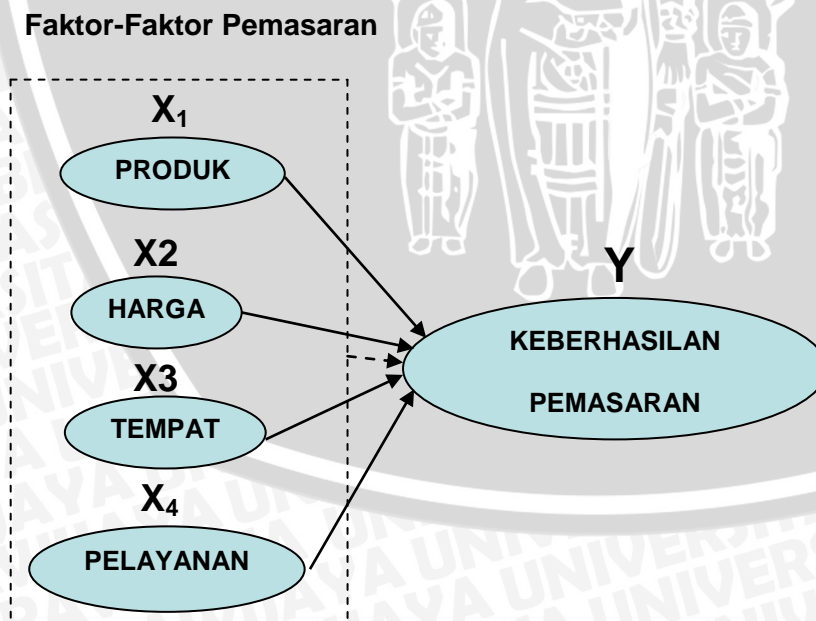 Faktor-Faktor Pemasaran
X₁
PRODUK
X2
HARGA
X3
TEMPAT
X₄
PELAYANAN
Y
KEBERHASILAN
PEMASARAN